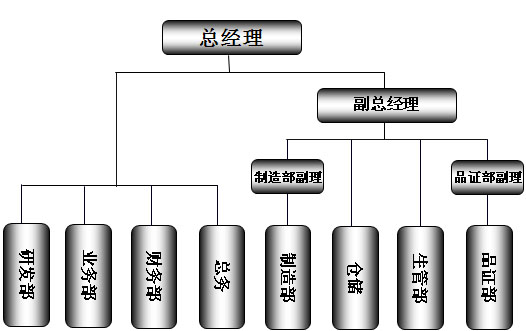 总经理
副总经理
制造部副理
品证部副理
研发部
业务部
财务部
总务
制造部
仓储
生管部
品证部